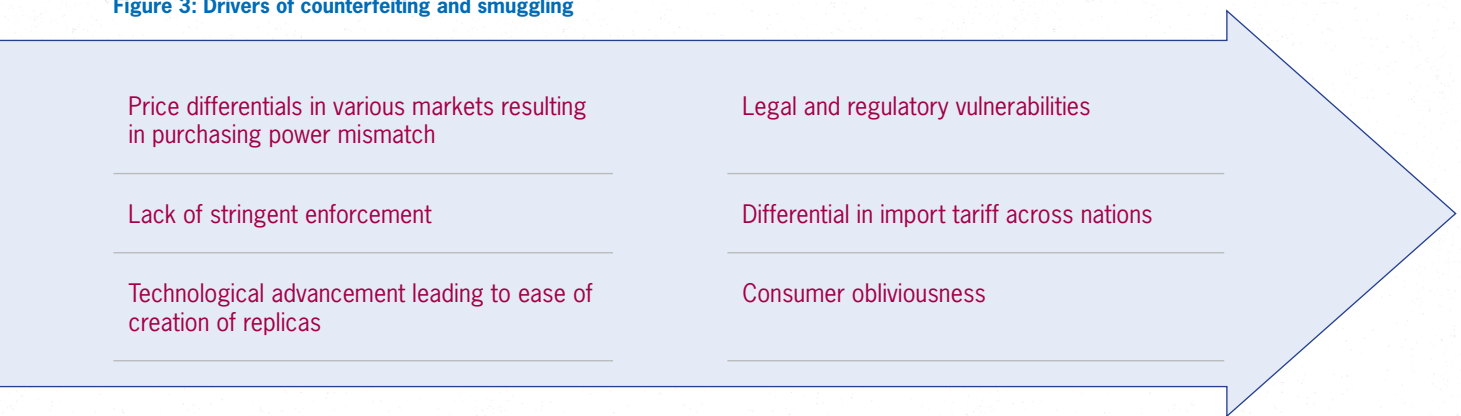 Figure 3: Drivers of counterfeiting and smuggling
Price differentials in various markets resulting
in purchasing power mismatch
Legal and regulatory vulnerabilities
Lack of stringent enforcement
Differential in import tariff across nations
Technological advancement leading to ease of
creation of replicas
Consumer obliviousness